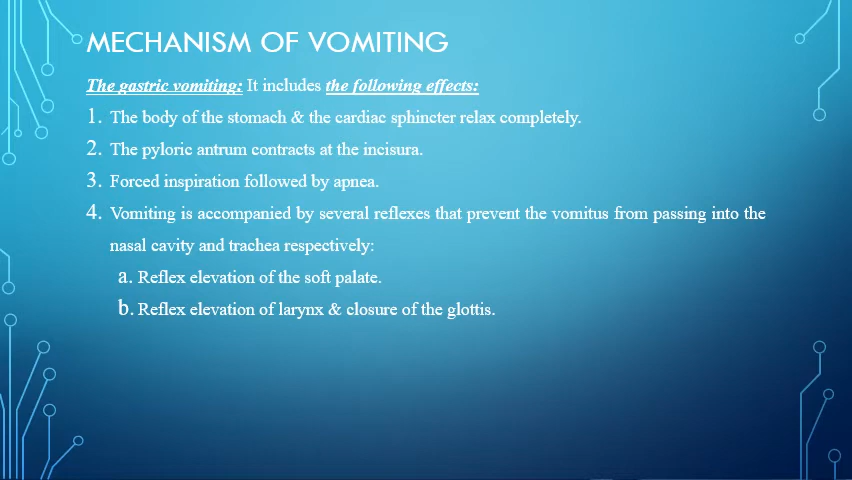 MECHANISM OF VOMITING
The gastric vomiting: It includes the following effects:
1. The body of the stomach & the cardiac sphincter relax completely.
2. The pyloric antrum contracts at the incisura.
3. Forced inspiration followed by apnea.
4. Vomiting is accompanied by several reflexes that prevent the vomitus from passing into the
nasal cavity and trachea respectively:
a. Reflex elevation of the soft palate.
b. Reflex elevation of larynx & closure of the glottis.